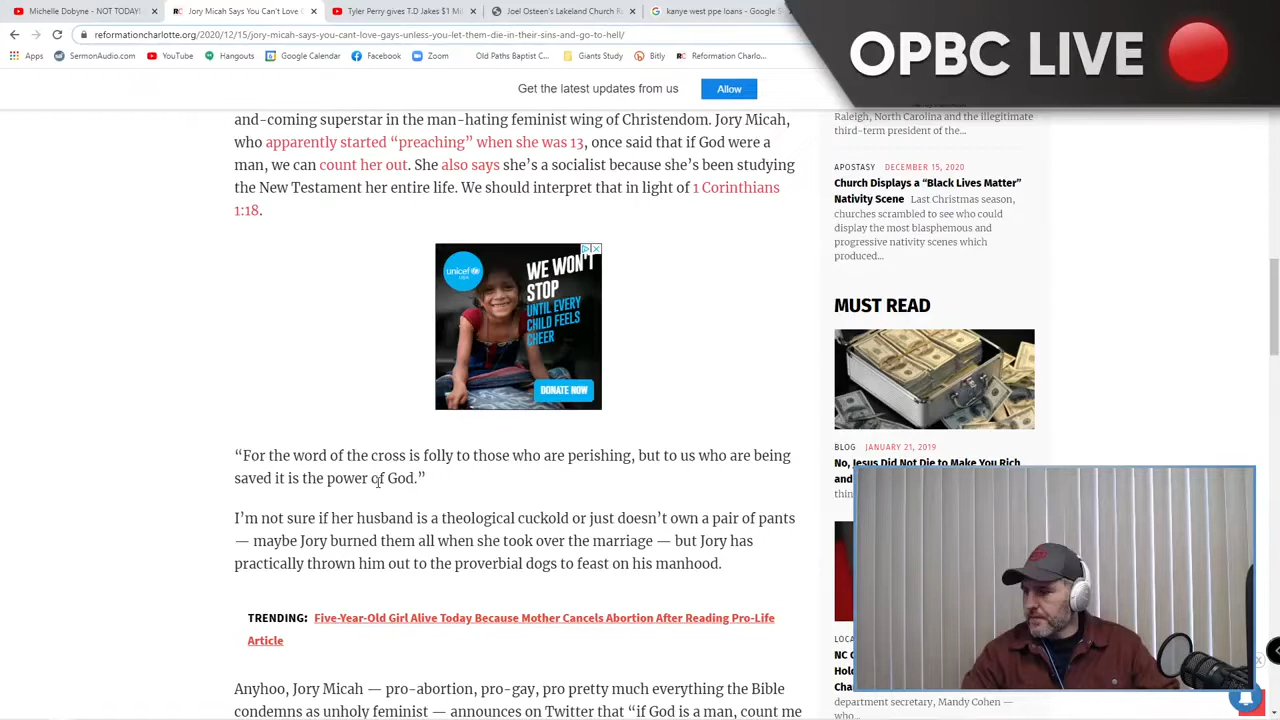 Michelle Dobyne - NOT TODAY!
Jory Micah Says You Can't Love G
Tyler Perry gives T.D Jakes $1 Mi
Joel Osteen's Lakeland Church R
kanye west ppe loans - Google S
reformationcharlotte.org/2020/12/15/jory-micah-says-you-cant-love-gays-unless-you-let-them-die-in-their-sins-and-go-to-hell/
Apps
SermonAudio.com
YouTube
Hangouts
Google Calendar
Facebook
Zoom
Old Paths Baptist C...
Giants Study
Bitly
Reformation Charlo...
OPBC LIVE
Get the latest updates from us
Allow
and-coming superstar in the man-hating feminist wing of Christendom. Jory Micah,
who apparently started “preaching” when she was 13, once said that if God were a
man, we can count her out. She also says she’s a socialist because she’s been studying
the New Testament her entire life. We should interpret that in light of 1 Corinthians
1:18.
unicef
USA
WE WON'T
STOP
UNTIL EVERY
CHILD FEELS
CHEER
DONATE NOW
“For the word of the cross is folly to those who are perishing, but to us who are being
saved it is the power of God.”
I’m not sure if her husband is a theological cuckold or just doesn’t own a pair of pants
— maybe Jory burned them all when she took over the marriage — but Jory has
practically thrown him out to the proverbial dogs to feast on his manhood.
TRENDING: Five-Year-Old Girl Alive Today Because Mother Cancels Abortion After Reading Pro-Life
Article
Anyhoo, Jory Micah — pro-abortion, pro-gay, pro pretty much everything the Bible
condemns as unholy feminist — announces on Twitter that “if God is a man, count me
Raleigh, North Carolina and the illegitimate
third-term president of the...
APOSTASY DECEMBER 15, 2020
Church Displays a “Black Lives Matter”
Nativity Scene Last Christmas season,
churches scrambled to see who could
display the most blasphemous and
progressive nativity scenes which
produced...
MUST READ
BLOG JANUARY 21, 2019
No, Jesus Did Not Die to Make You Rich
and
thin
LOCA
NC G
Hold
Cha
department secretary, Mandy Cohen —
who...